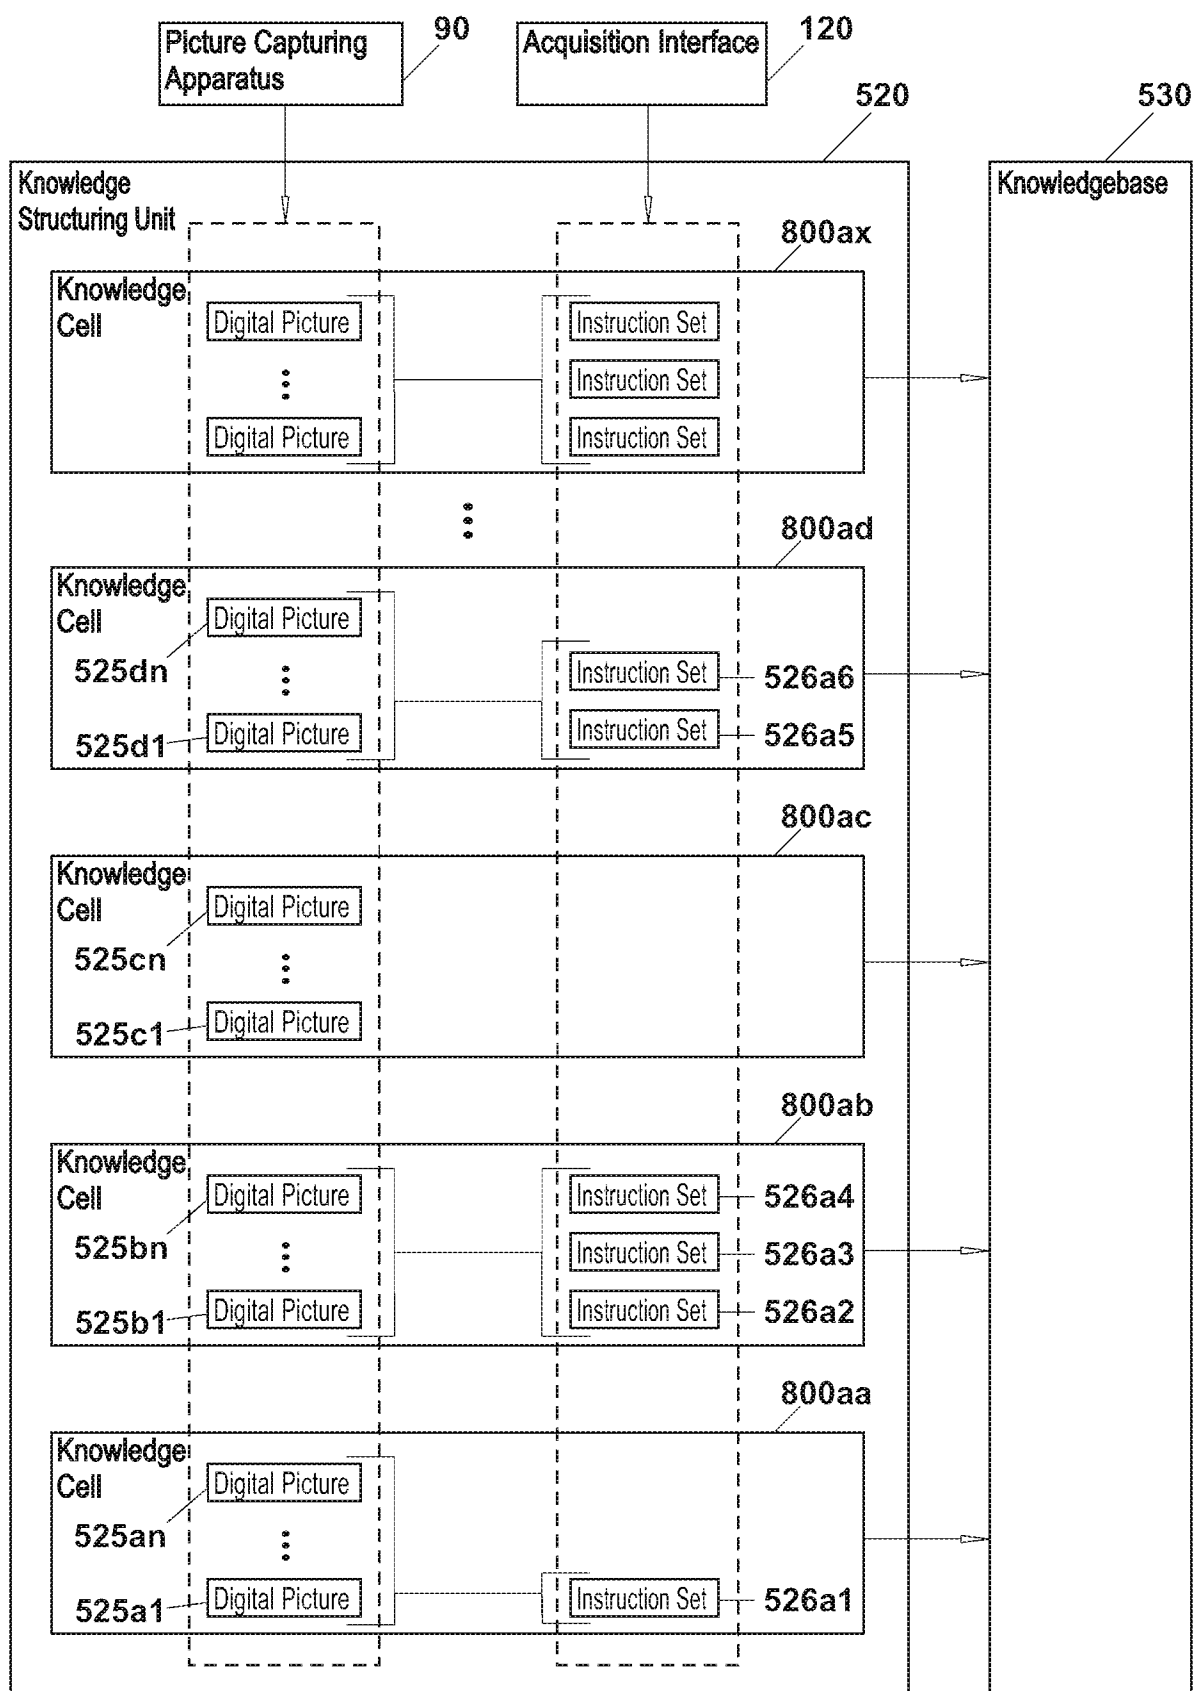 Picture Capturing
Apparatus
90
Acquisition Interface
120
520
530
Knowledge
Structuring Unit
Knowledgebase
800ax
Knowledge
Cell
Digital Picture
Instruction Set
Instruction Set
Digital Picture
Instruction Set
800ad
Knowledge
Cell
Digital Picture
525dn
Instruction Set
526a6
525d1
Digital Picture
Instruction Set
526a5
800ac
Knowledge
Cell
Digital Picture
525cn
525c1
Digital Picture
800ab
Knowledge
Cell
Digital Picture
Instruction Set
526a4
525bn
Instruction Set
526a3
525b1
Digital Picture
Instruction Set
526a2
800aa
Knowledge
Cell
Digital Picture
525an
525a1
Digital Picture
Instruction Set
526a1